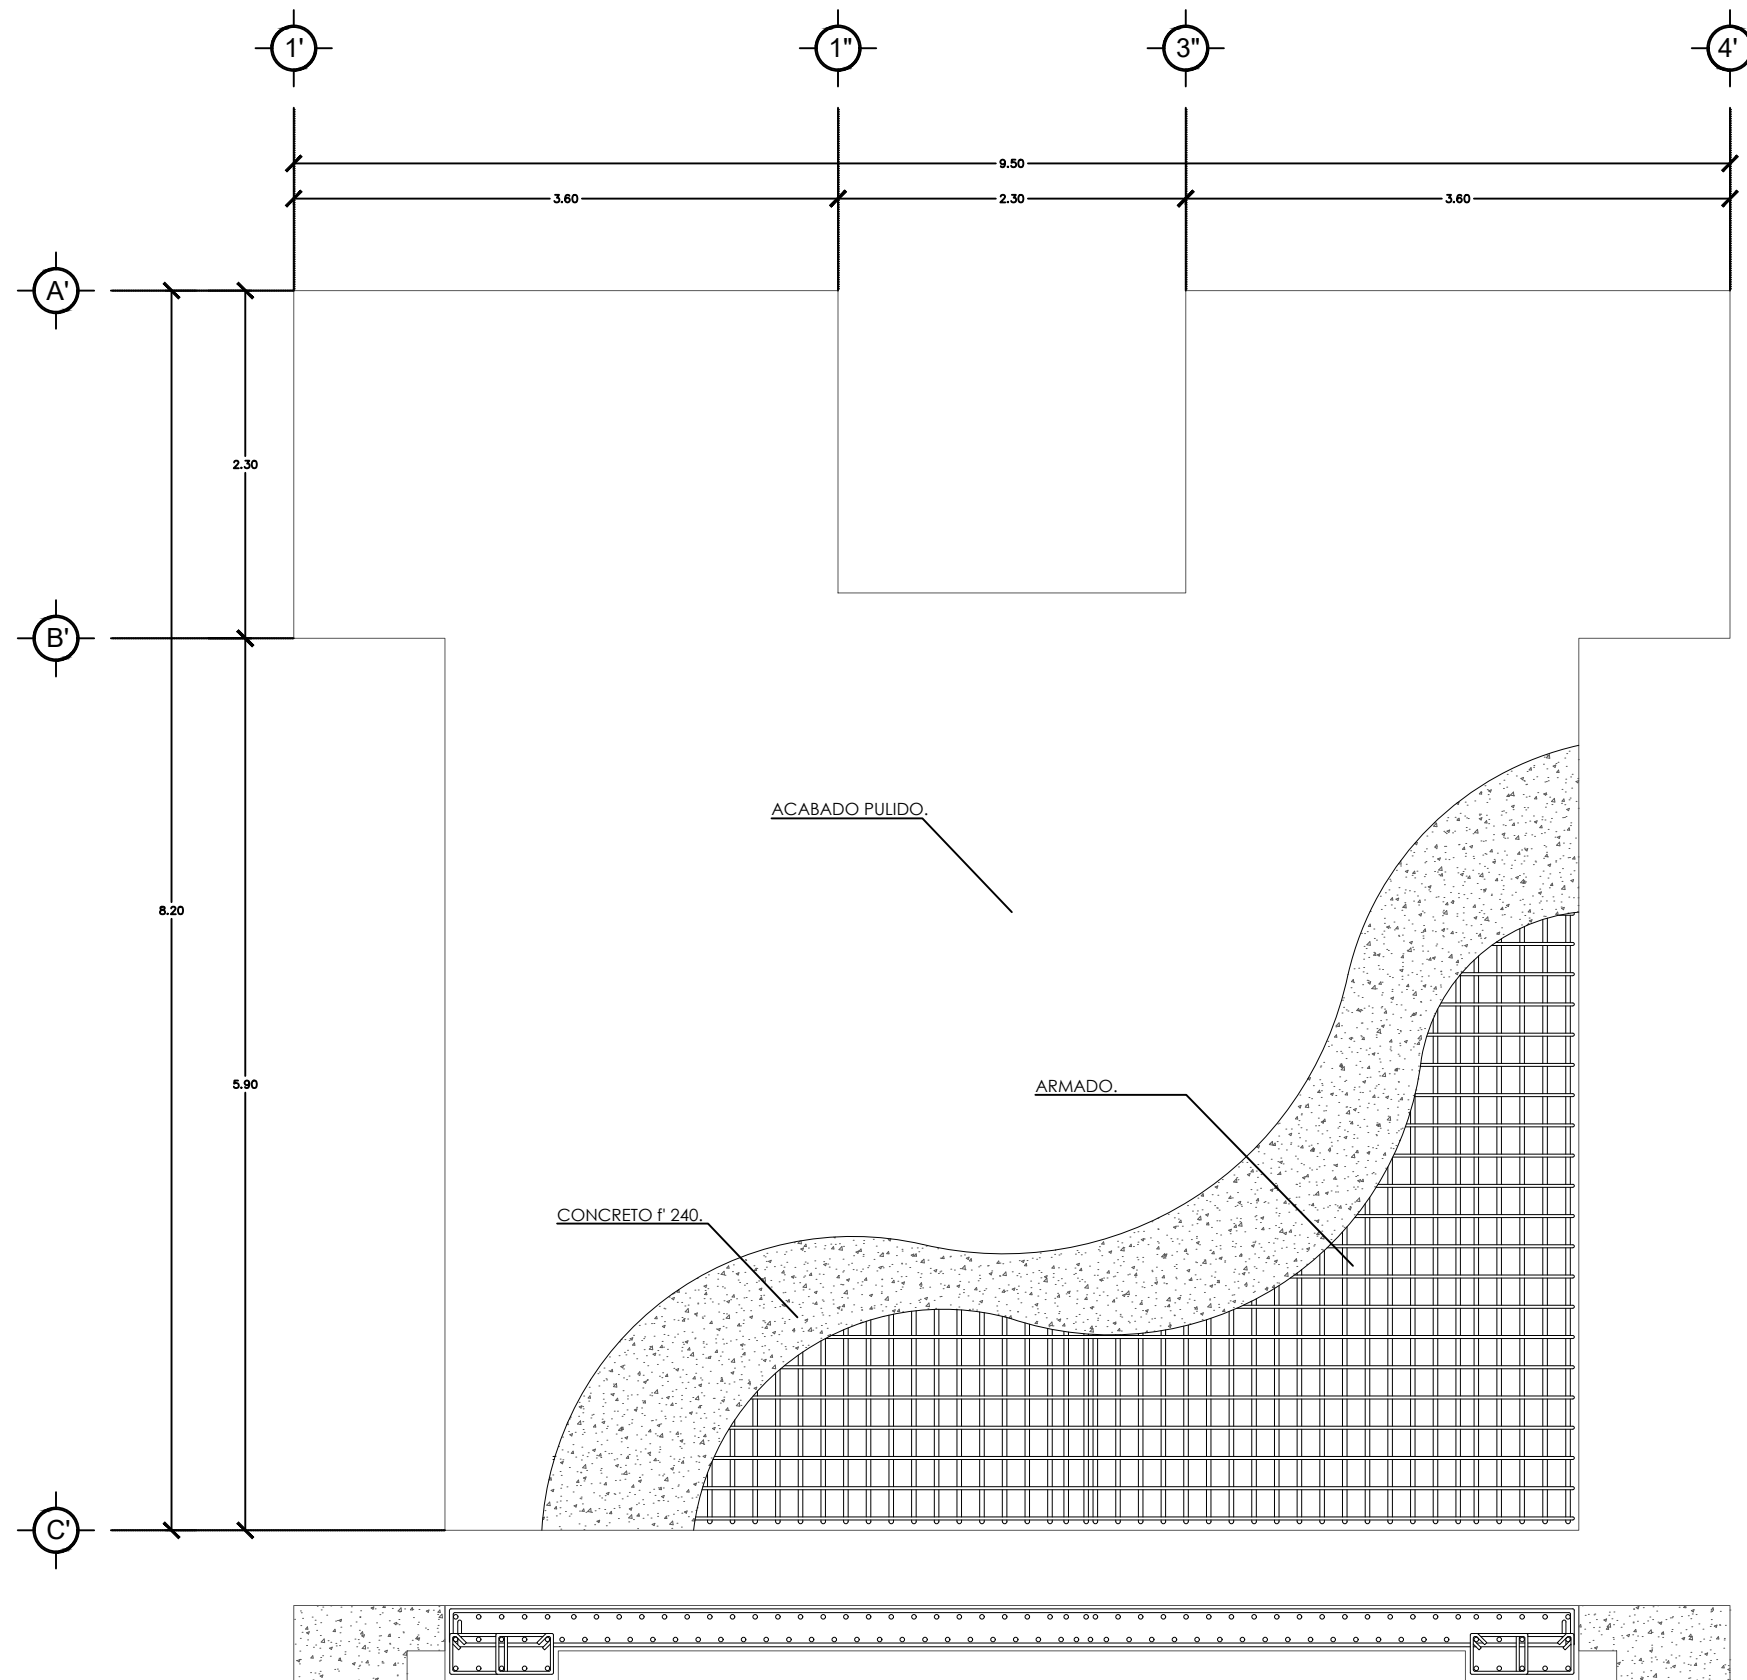 1' 1" 3" 4'
9.50
3.60 2.30 3.60
A'
2.30
B'
ACABADO PULIDO.
8.20
5.90
ARMADO.
CONCRETO f' 240.
C'